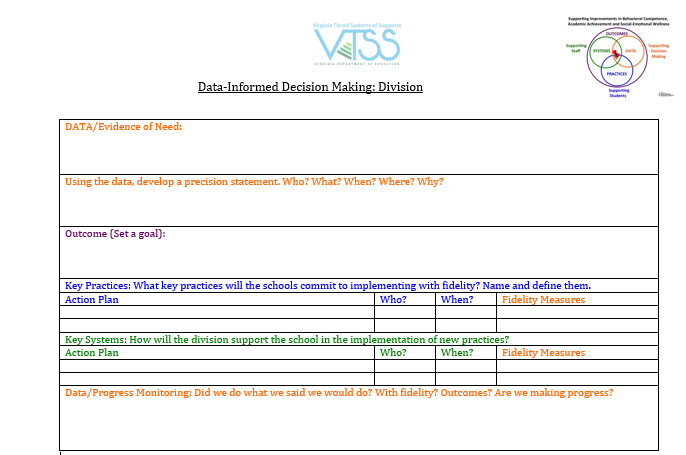 Virginia Tiered Systems of Supports
VTSS
VIRGINIA DEPARTMENT OF EDUCATION
Supporting Improvements in Behavioral Competence,
Academic Achievement and Social-Emotional Wellness
OUTCOMES
Supporting
Staff
SYSTEMS
DATA
Supporting
Decision
Making
PRACTICES
Supporting
Students
Data-Informed Decision Making: Division
DATA/Evidence of Need:
Using the data, develop a precision statement. Who? What? When? Where? Why?
Outcome (Set a goal):
Key Practices: What key practices will the schools commit to implementing with fidelity? Name and define them.
Action Plan Who? When? Fidelity Measures
Key Systems: How will the division support the school in the implementation of new practices?
Action Plan Who? When? Fidelity Measures
Data/Progress Monitoring: Did we do what we said we would do? With fidelity? Outcomes? Are we making progress?